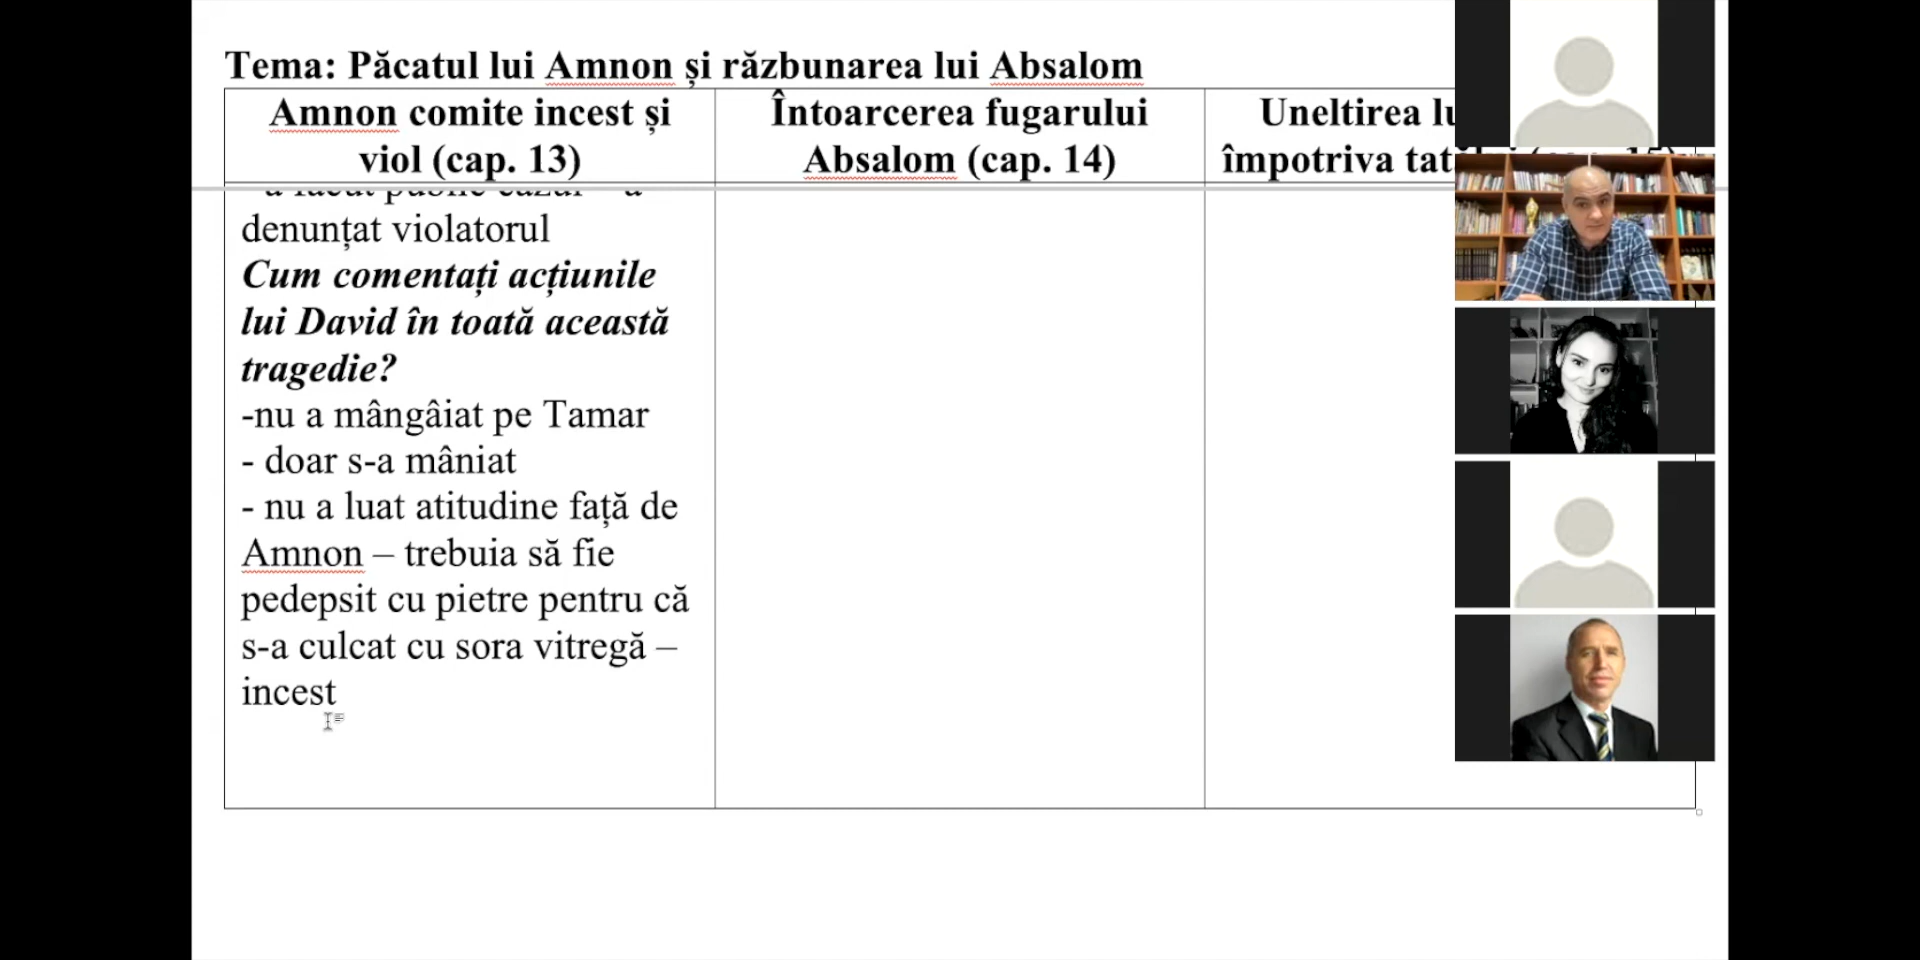 Tema: Păcatul lui Amnon și răzbunarea lui Absalom
Amnon comite incest și
viol (cap. 13)
Întoarcerea fugarului
Absalom (cap. 14)
Uneltirea
împotriva
denunțat violatorul
Cum comentați acțiunile
lui David în toată această
tragedie?
-nu a mângâiat pe Tamar
- doar s-a mâniat
- nu a luat atitudine față de
Amnon – trebuia să fie
pedepsit cu pietre pentru că
s-a culcat cu sora vitregă –
incest